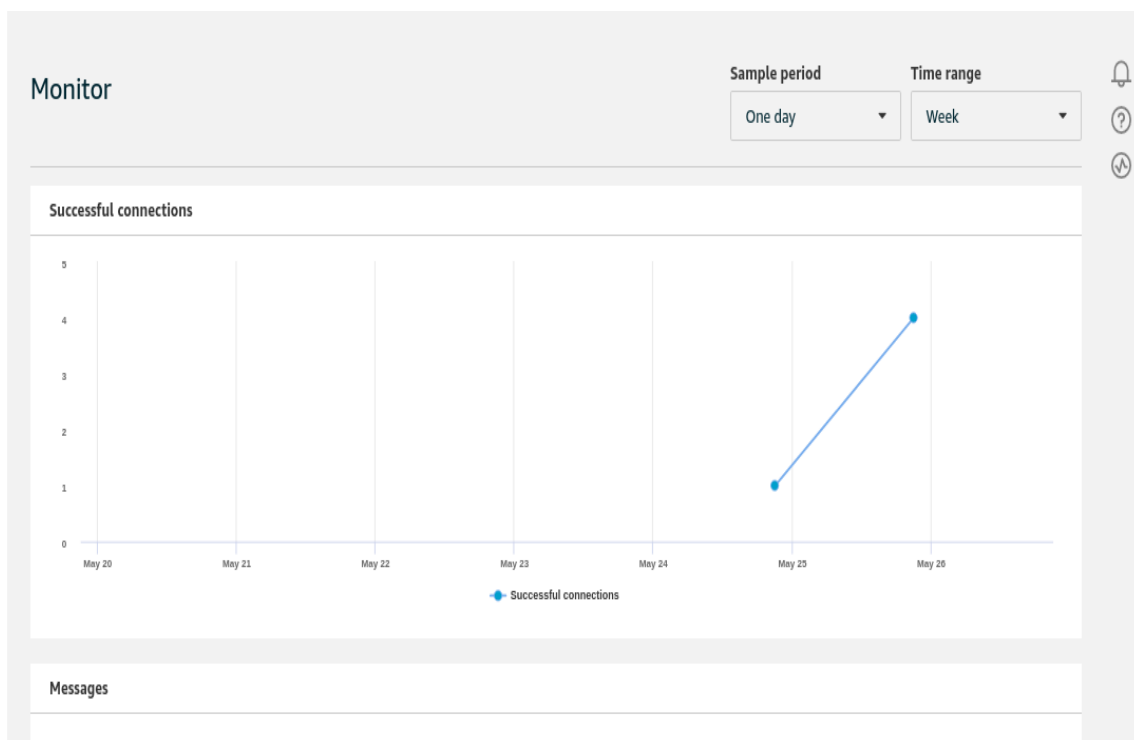 Monitor
Sample period
Time range
One day
Week
Successful connections
5
4
3
2
1
0
May 20
May 21
May 22
May 23
May 24
May 25
May 26
Successful connections
Messages